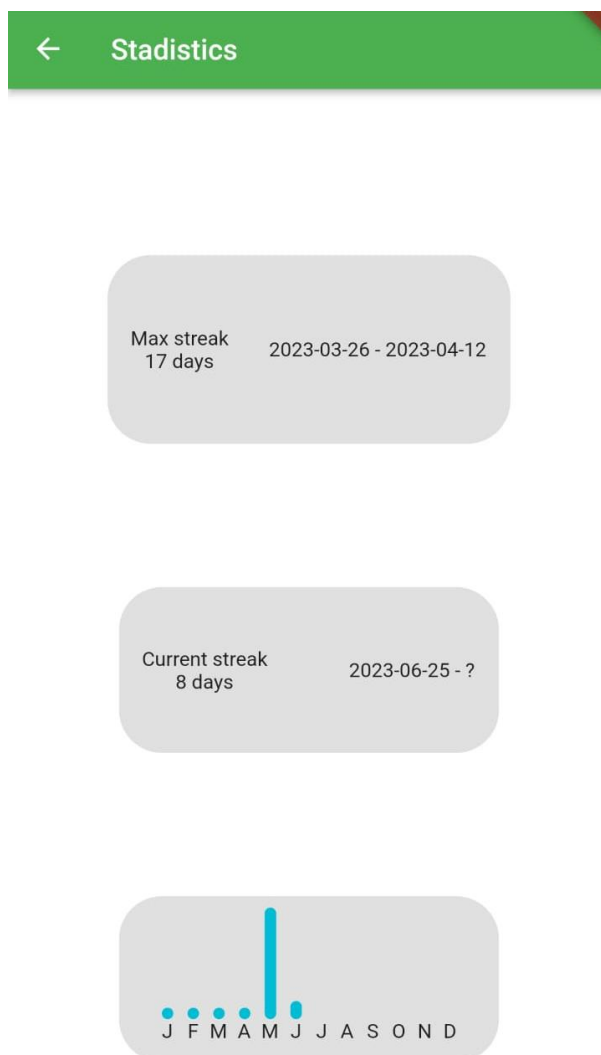 Stadistics
Max streak
17 days
2023-03-26 - 2023-04-12
Current streak
8 days
2023-06-25 - ?
J F M A M J J A S O N D